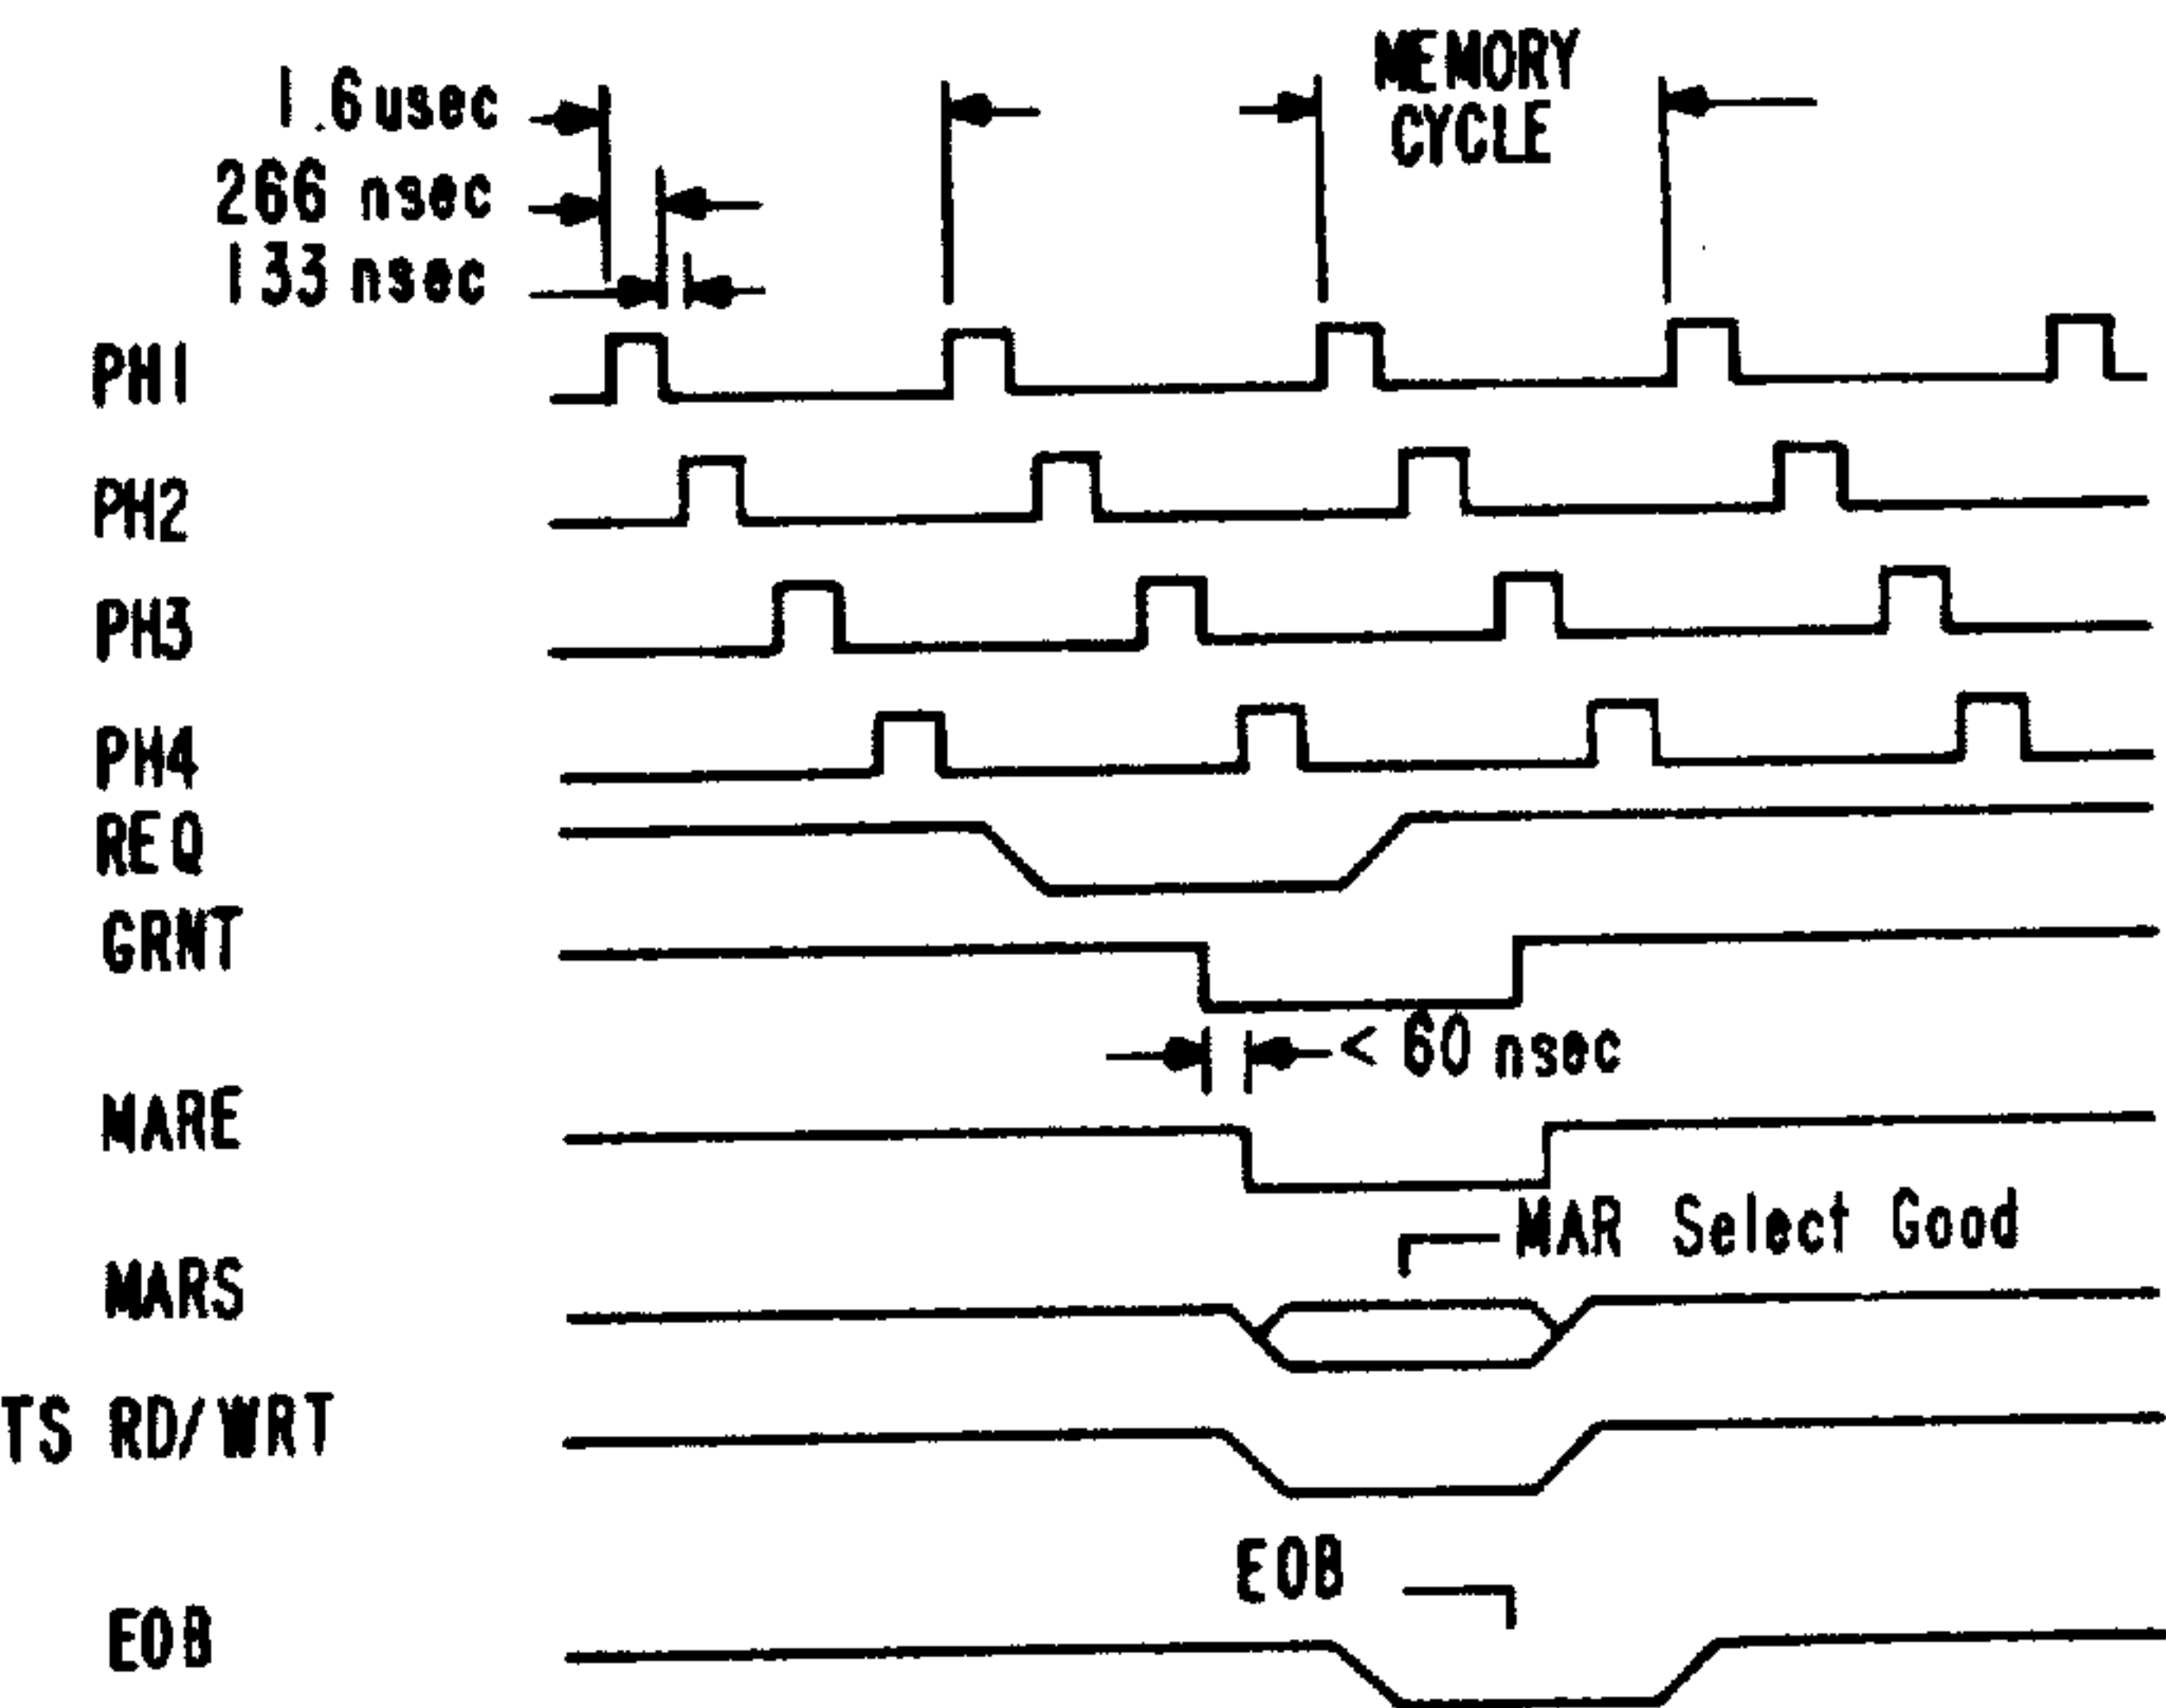 1.6usec
MEMORY
CYCLE
266 nsec
133 nsec
PH1
PH2
PH3
PH4
REQ
GRNT
< 60 nsec
MARE
MAR Select Good
MARS
TS RD/WRT
EOB
EOB